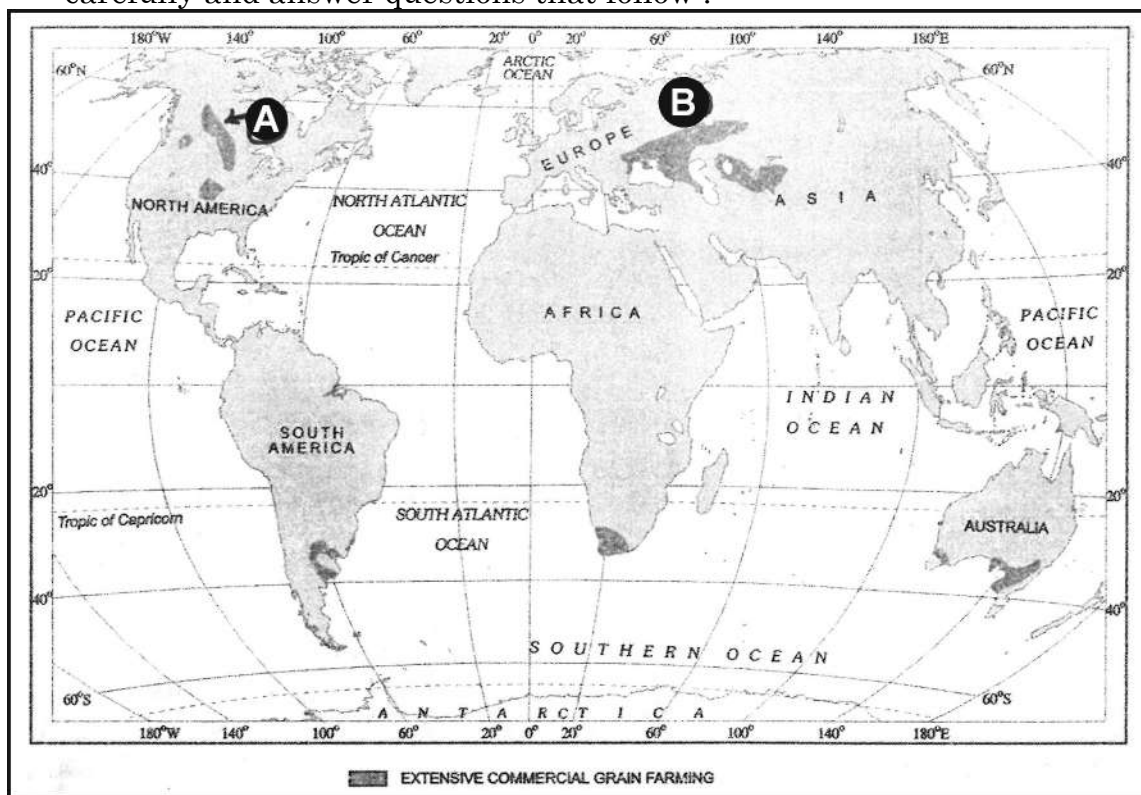 carefully and answer questions that follow :
180°W 140° 100° 60° 20° 0° 20° 60° 100° 140° 180°E
ARCTIC
OCEAN
60°N
60°N
A
B
EUROPE
ASIA
40°
40°
NORTH AMERICA
NORTH ATLANTIC
OCEAN
Tropic of Cancer
20°
20°
PACIFIC
OCEAN
AFRICA
PACIFIC
OCEAN
INDIAN
OCEAN
SOUTH
AMERICA
20°
20°
Tropic of Capricorn
SOUTH ATLANTIC
OCEAN
AUSTRALIA
40°
40°
SOUTHERN OCEAN
60°S
60°S
ANTARCTICA
180°W 140° 100° 60° 20° 0° 20° 60° 100° 140° 180°E
EXTENSIVE COMMERCIAL GRAIN FARMING